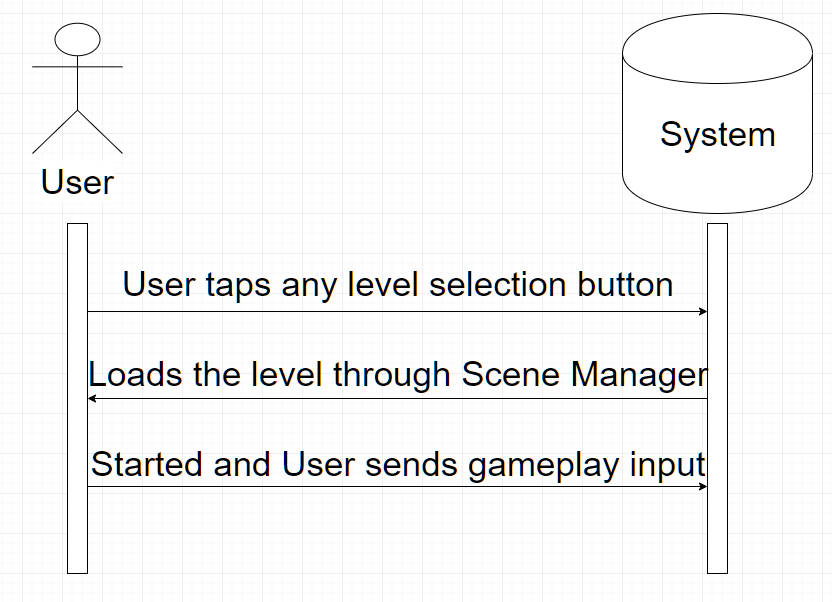 User
System
User taps any level selection button
Loads the level through Scene Manager
Started and User sends gameplay input